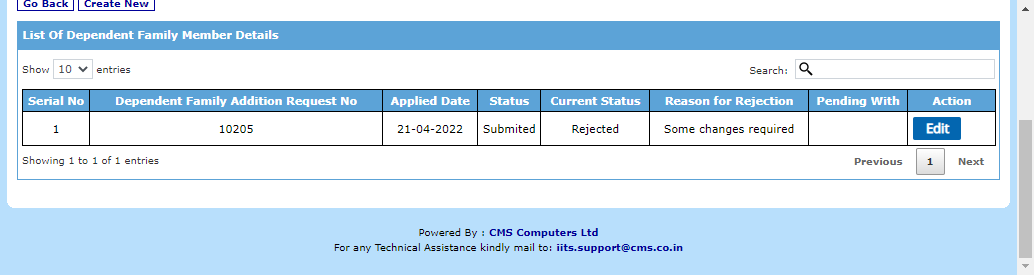 Go Back Create New
List Of Dependent Family Member Details
Show 10 entries Search:
Serial No Dependent Family Addition Request No Applied Date Status Current Status Reason for Rejection Pending With Action
1 10205 21-04-2022 Submited Rejected Some changes required Edit
Showing 1 to 1 of 1 entries Previous 1 Next
Powered By : CMS Computers Ltd
For any Technical Assistance kindly mail to: iits.support@cms.co.in